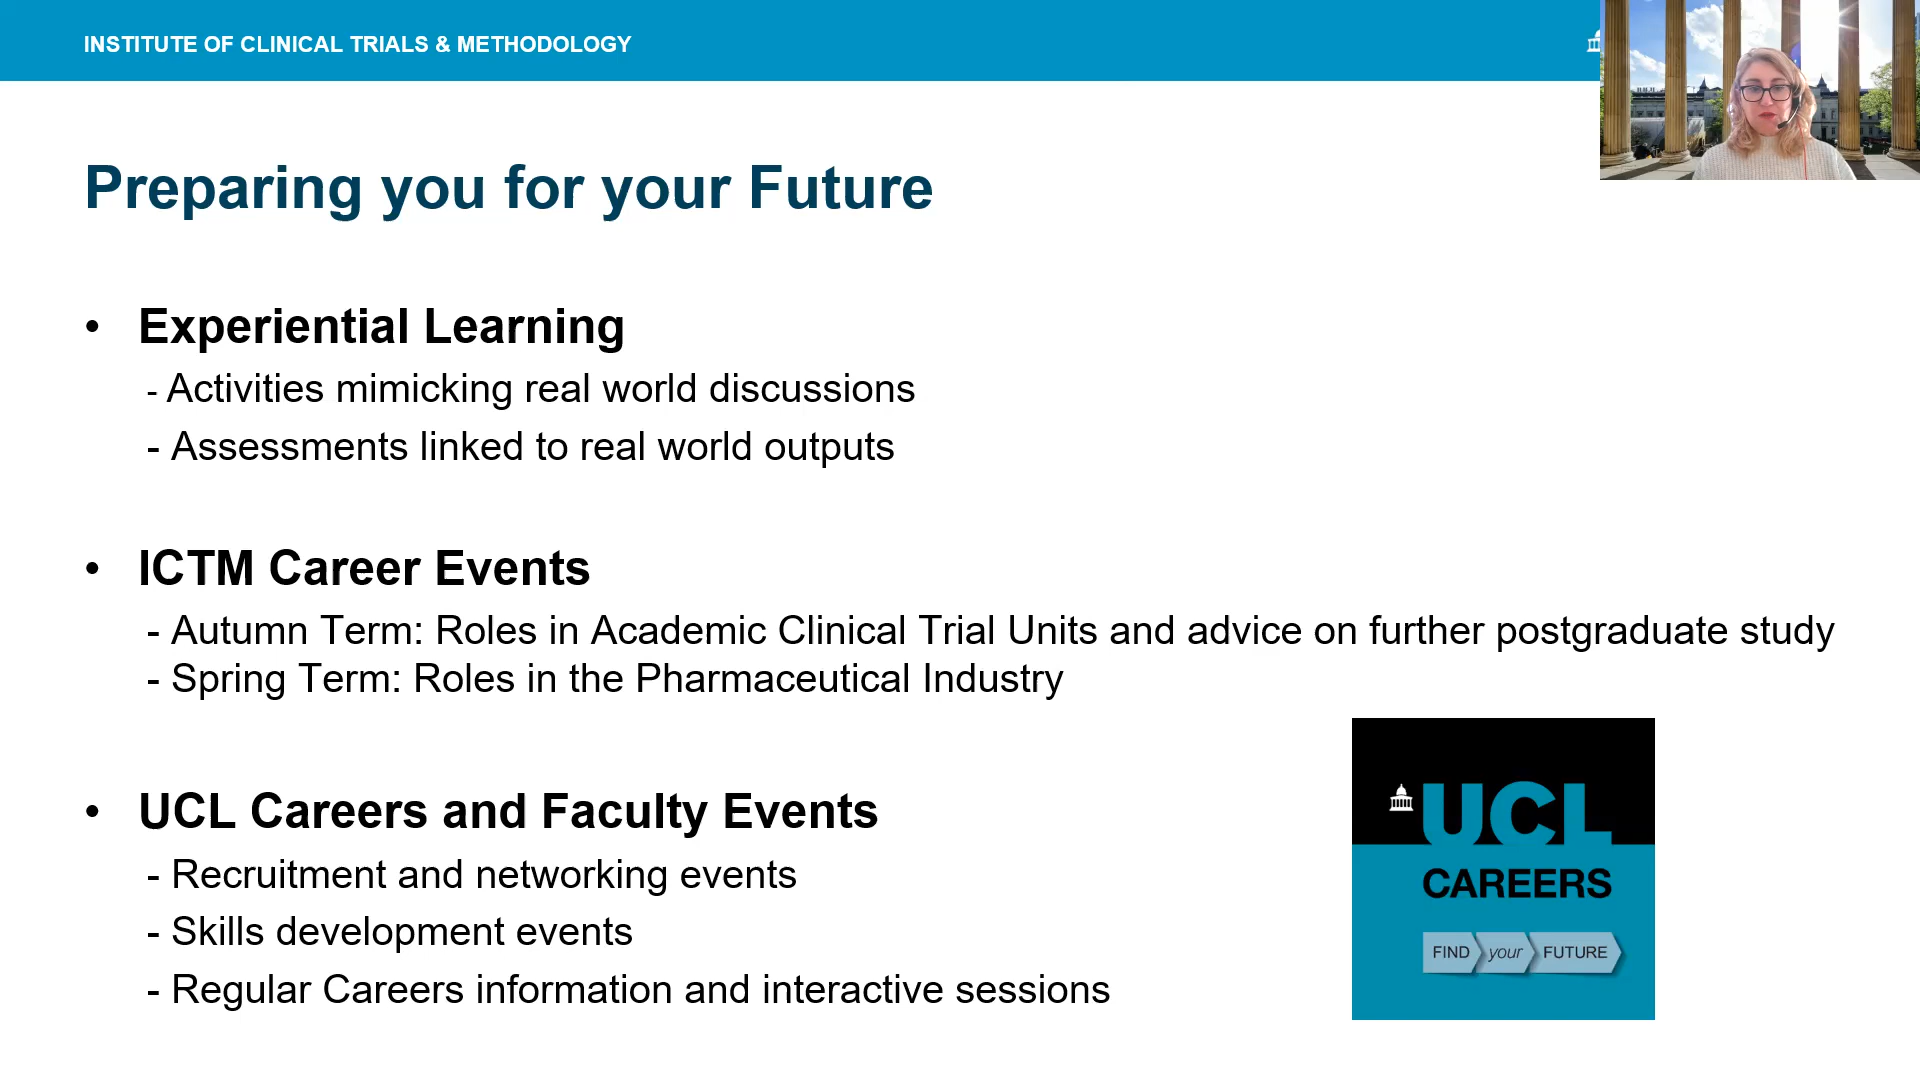 INSTITUTE OF CLINICAL TRIALS & METHODOLOGY
Preparing you for your Future
• Experiential Learning
- Activities mimicking real world discussions
- Assessments linked to real world outputs
• ICTM Career Events
- Autumn Term: Roles in Academic Clinical Trial Units and advice on further postgraduate study
- Spring Term: Roles in the Pharmaceutical Industry
• UCL Careers and Faculty Events
- Recruitment and networking events
- Skills development events
- Regular Careers information and interactive sessions
UCL
CAREERS
FIND your FUTURE